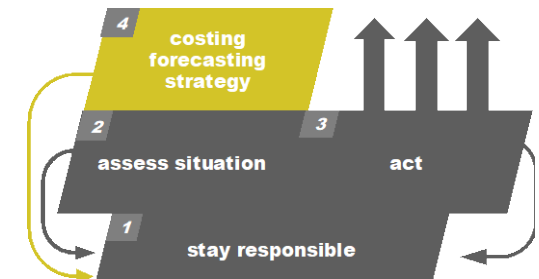 4
costing
forecasting
strategy
2
3
assess situation
act
1
stay responsible